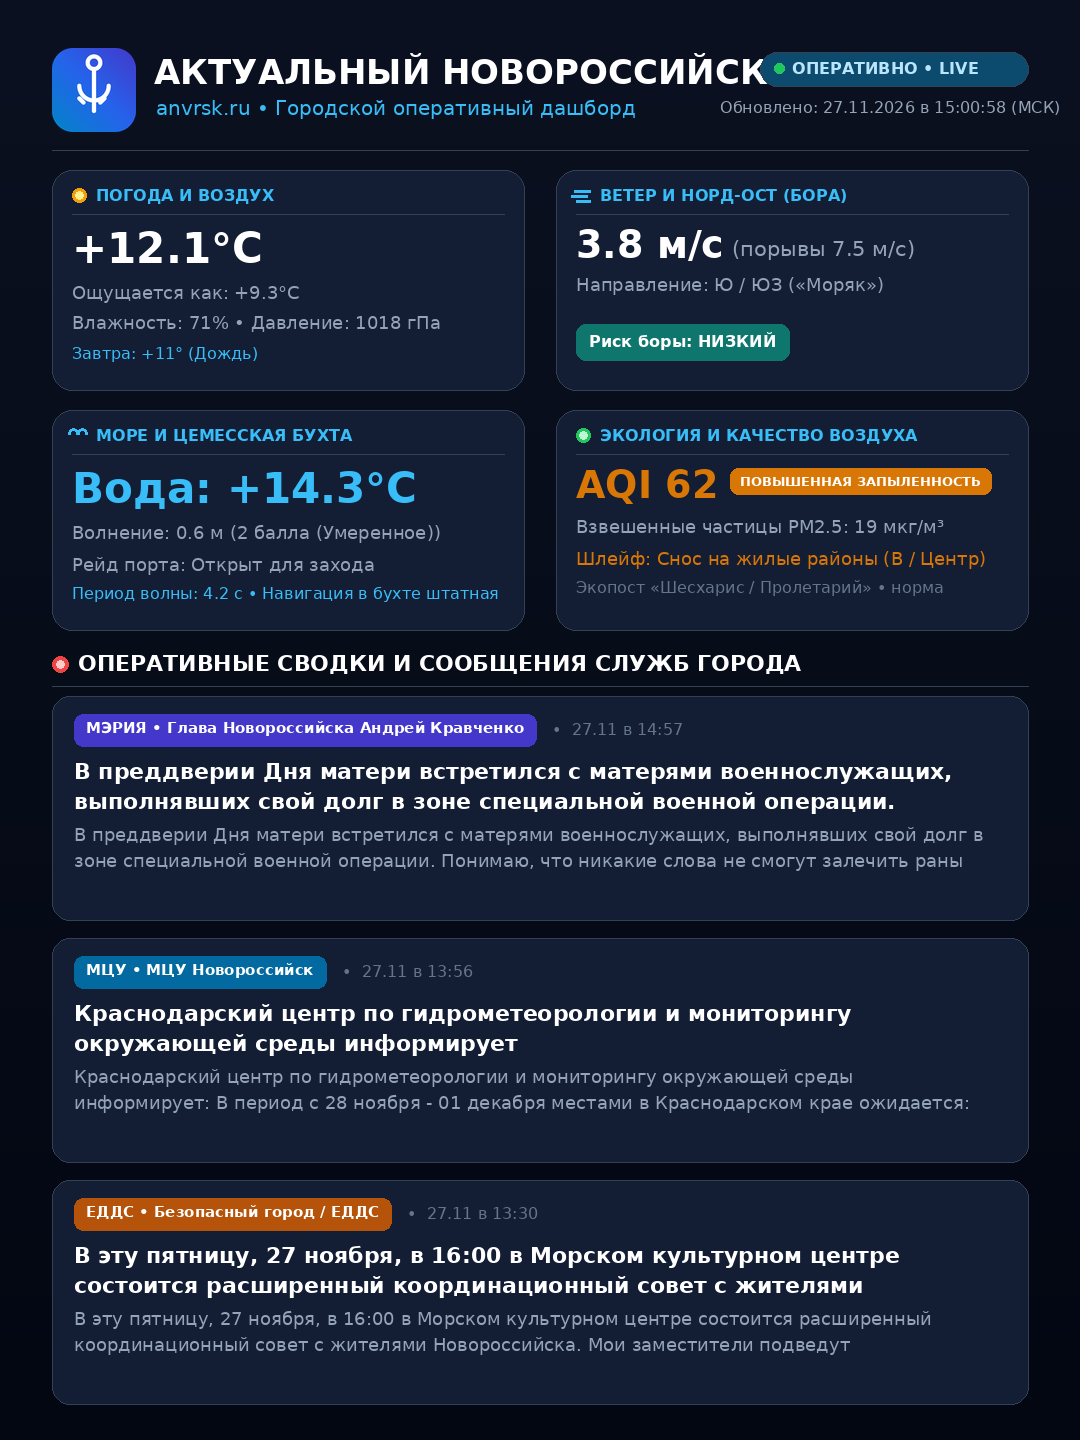 АКТУАЛЬНЫЙ НОВОРОССИЙСК
ОПЕРАТИВНО • LIVE
anvrsk.ru • Городской оперативный дашборд
Обновлено: 27.11.2026 в 15:00:58 (МСК)
ПОГОДА И ВОЗДУХ
+12.1°C
Ощущается как: +9.3°C
Влажность: 71% • Давление: 1018 гПа
Завтра: +11° (Дождь)
ВЕТЕР И НОРД-ОСТ (БОРА)
3.8 м/с (порывы 7.5 м/с)
Направление: Ю / ЮЗ («Моряк»)
Риск боры: НИЗКИЙ
МОРЕ И ЦЕМЕССКАЯ БУХТА
Вода: +14.3°C
Волнение: 0.6 м (2 балла (Умеренное))
Рейд порта: Открыт для захода
Период волны: 4.2 с • Навигация в бухте штатная
ЭКОЛОГИЯ И КАЧЕСТВО ВОЗДУХА
AQI 62 ПОВЫШЕННАЯ ЗАПЫЛЕННОСТЬ
Взвешенные частицы PM2.5: 19 мкг/м³
Шлейф: Снос на жилые районы (В / Центр)
Экопост «Шесхарис / Пролетарий» • норма
ОПЕРАТИВНЫЕ СВОДКИ И СООБЩЕНИЯ СЛУЖБ ГОРОДА
МЭРИЯ • Глава Новороссийска Андрей Кравченко • 27.11 в 14:57
В преддверии Дня матери встретился с матерями военнослужащих,
выполнявших свой долг в зоне специальной военной операции.
В преддверии Дня матери встретился с матерями военнослужащих, выполнявших свой долг в
зоне специальной военной операции. Понимаю, что никакие слова не смогут залечить раны
МЦУ • МЦУ Новороссийск • 27.11 в 13:56
Краснодарский центр по гидрометеорологии и мониторингу
окружающей среды информирует
Краснодарский центр по гидрометеорологии и мониторингу окружающей среды
информирует: В период с 28 ноября - 01 декабря местами в Краснодарском крае ожидается:
ЕДДС • Безопасный город / ЕДДС • 27.11 в 13:30
В эту пятницу, 27 ноября, в 16:00 в Морском культурном центре
состоится расширенный координационный совет с жителями
В эту пятницу, 27 ноября, в 16:00 в Морском культурном центре состоится расширенный
координационный совет с жителями Новороссийска. Мои заместители подведут